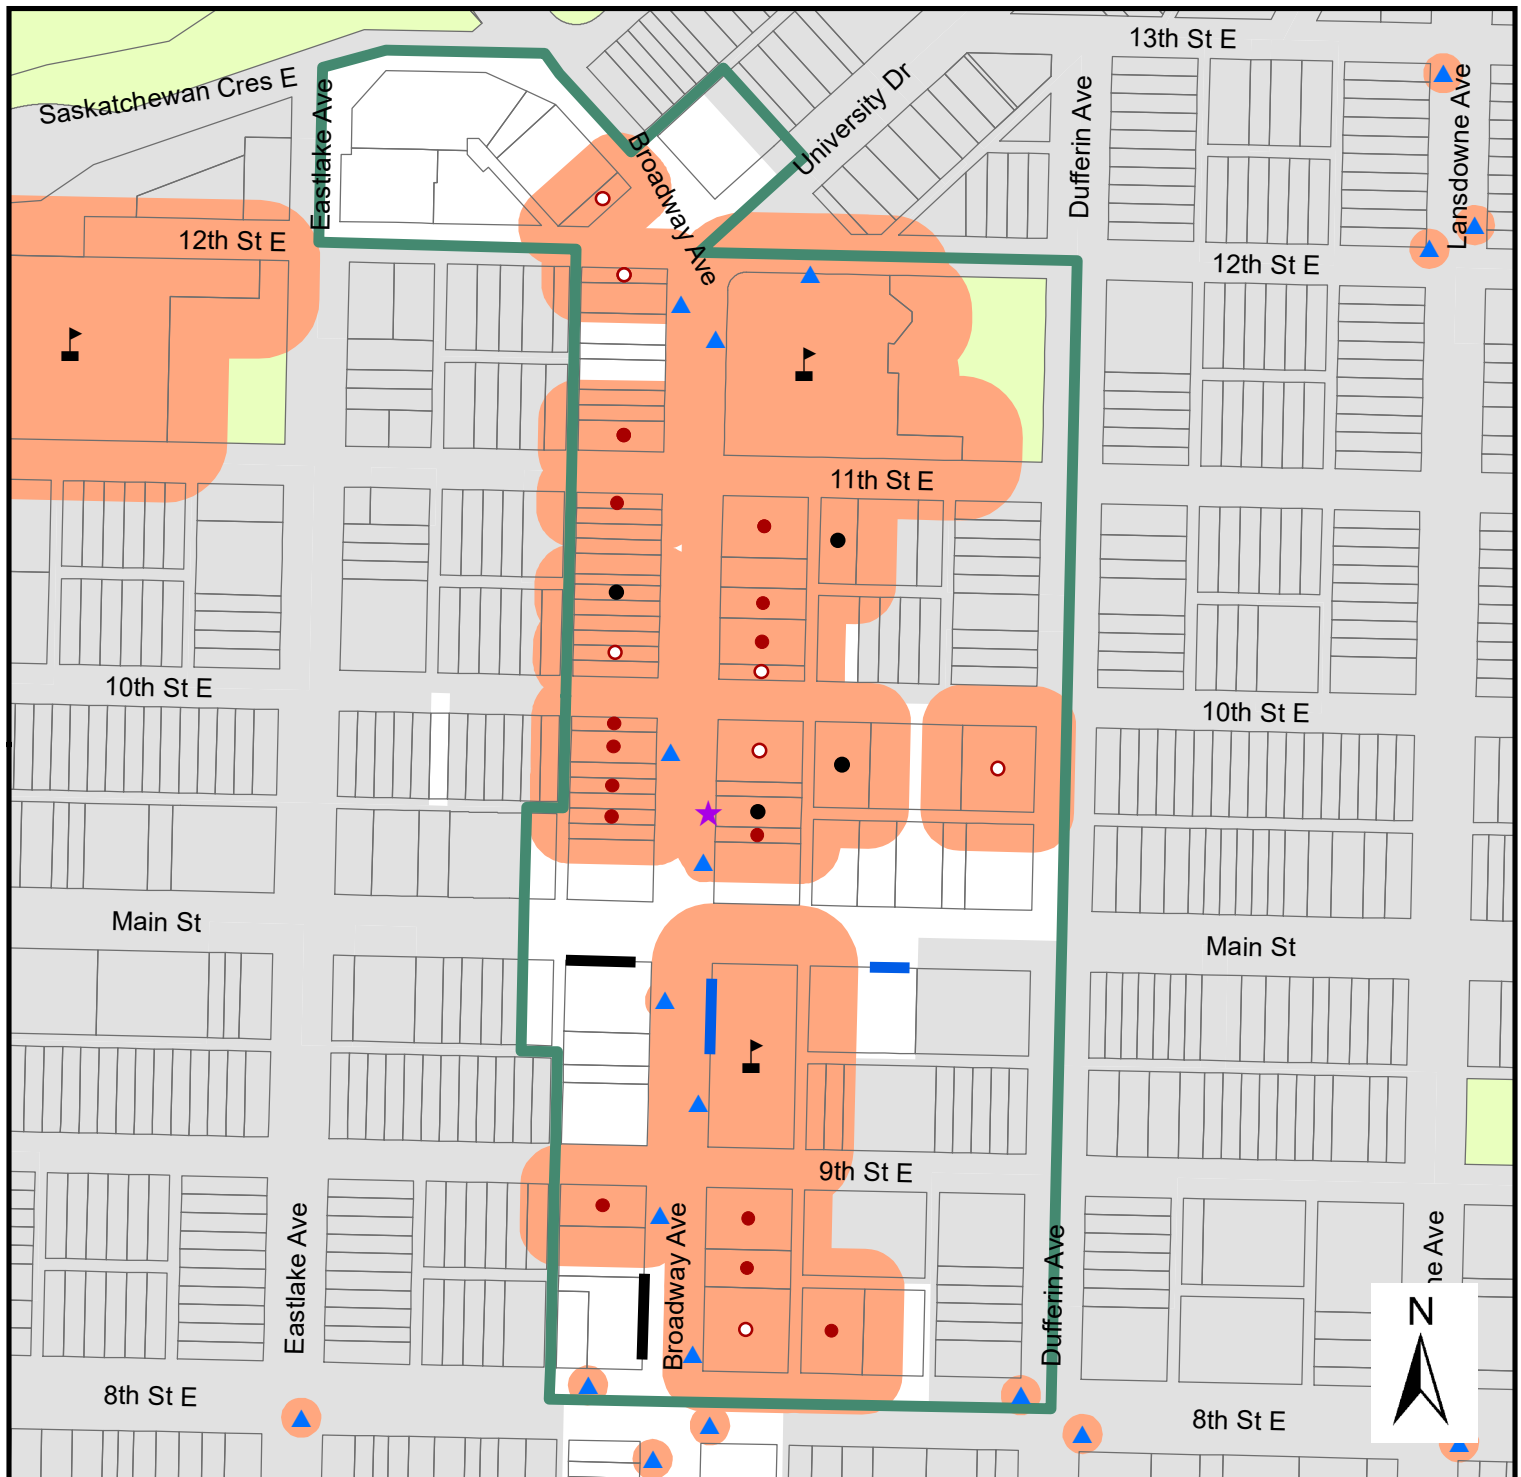 13th St E
Saskatchewan Cres E
Eastlake Ave
Broadway Ave
University Dr
Dufferin Ave
Lansdowne Ave
12th St E
12th St E
11th St E
10th St E
10th St E
Main St
Main St
9th St E
Eastlake Ave
Broadway Ave
Dufferin Ave
ne Ave
N
8th St E
8th St E